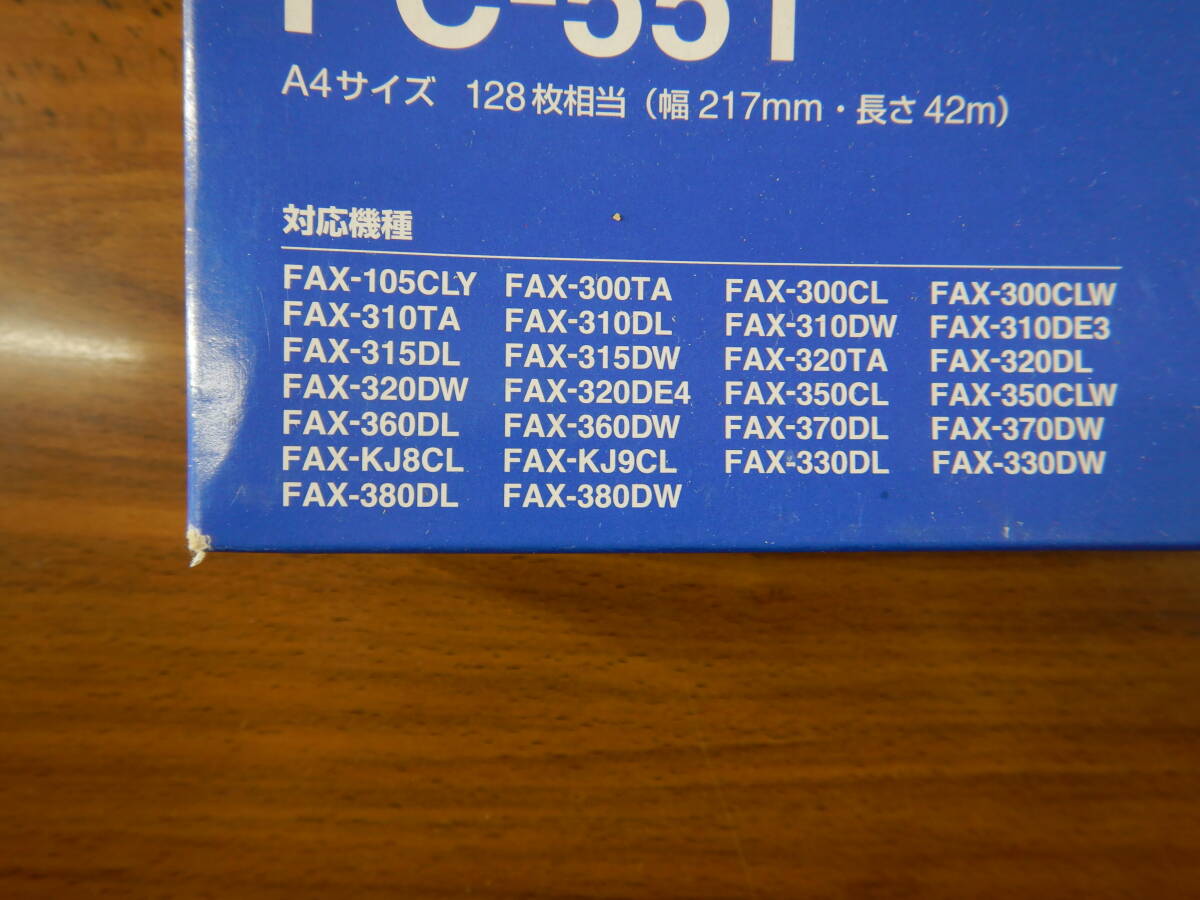 PC-551
A4サイズ 128枚相当（幅 217mm・長さ 42m）
対応機種
FAX-105CLY FAX-300TA FAX-300CL FAX-300CLW
FAX-310TA FAX-310DL FAX-310DW FAX-310DE3
FAX-315DL FAX-315DW FAX-320TA FAX-320DL
FAX-320DW FAX-320DE4 FAX-350CL FAX-350CLW
FAX-360DL FAX-360DW FAX-370DL FAX-370DW
FAX-KJ8CL FAX-KJ9CL FAX-330DL FAX-330DW
FAX-380DL FAX-380DW